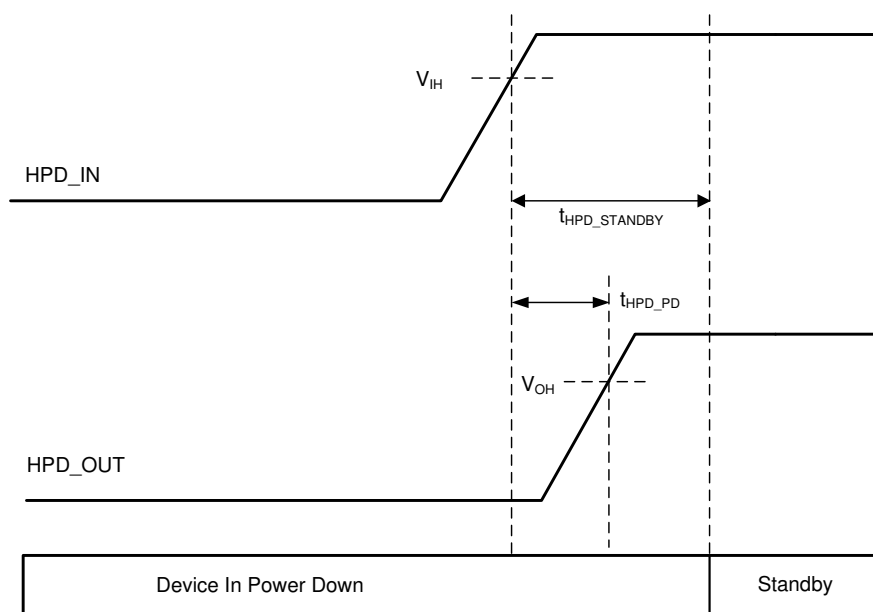 V_IH
HPD_IN
t_HPD_STANDBY
t_HPD_PD
V_OH
HPD_OUT
Device In Power Down
Standby